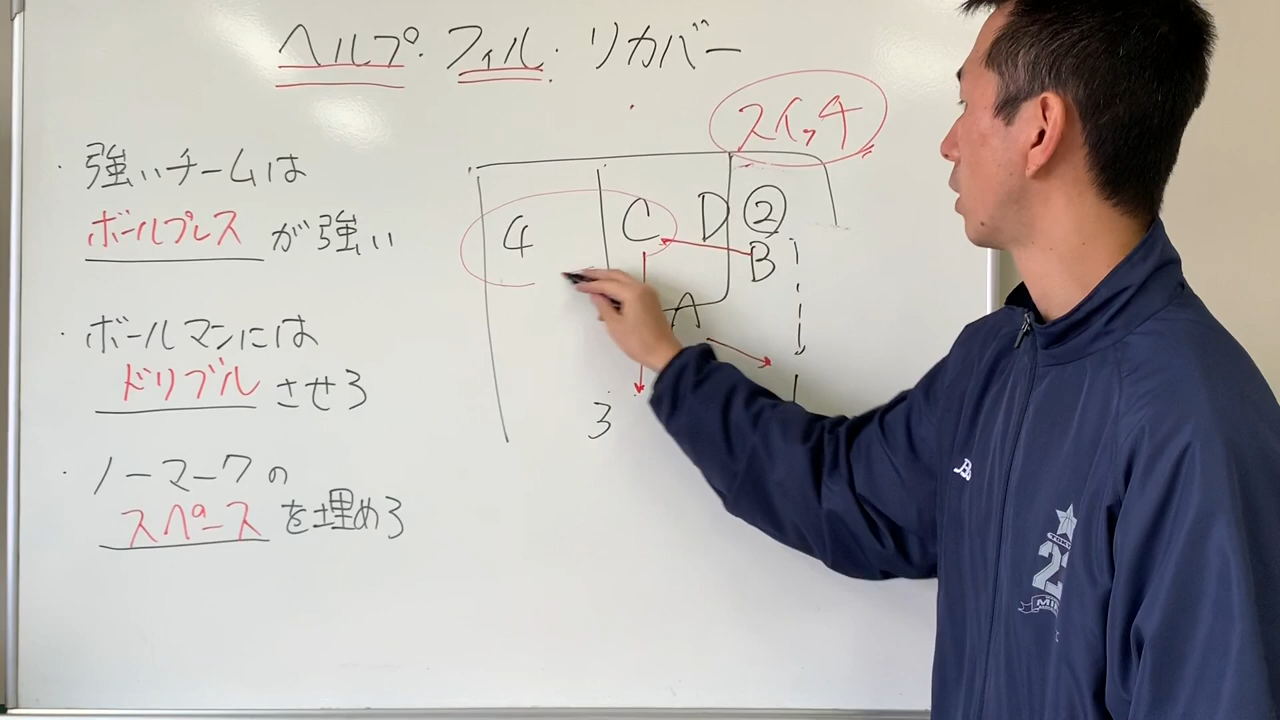 ヘルプ・フィル・リカバー
スイッチ
・強いチームは
ボールプレス が強い
・ボールマンには
ドリブル させろ
・ノーマークの
スペース を埋めろ
4 C D ②
B
A
3
TOKYO